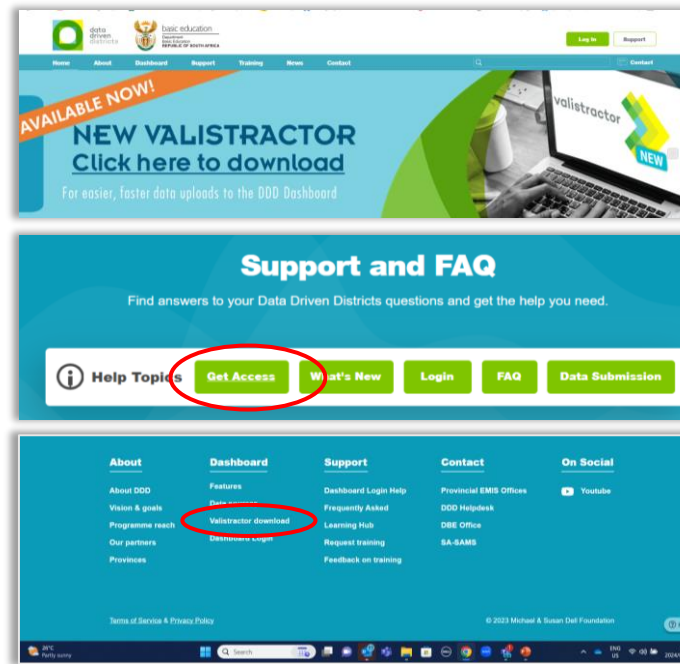 data
driven
districts
basic education
Department:
Basic Education
REPUBLIC OF SOUTH AFRICA
Log In
Support
Home
About
Dashboard
Support
Training
News
Contact
Contact
AVAILABLE NOW!
NEW VALISTRACTOR
Click here to download
For easier, faster data uploads to the DDD Dashboard
valistractor
NEW
Support and FAQ
Find answers to your Data Driven Districts questions and get the help you need.
Help Topics
Get Access
What's New
Login
FAQ
Data Submission
About
About DDD
Vision & goals
Programme reach
Our partners
Provinces
Dashboard
Features
Data sources
Valistractor download
Dashboard Login
Support
Dashboard Login Help
Frequently Asked
Learning Hub
Request training
Feedback on training
Contact
Provincial EMIS Offices
DDD Helpdesk
DBE Office
SA-SAMS
On Social
Youtube
Terms of Service & Privacy Policy
© 2023 Michael & Susan Dell Foundation
26°C
Partly sunny
Search
ENG
US